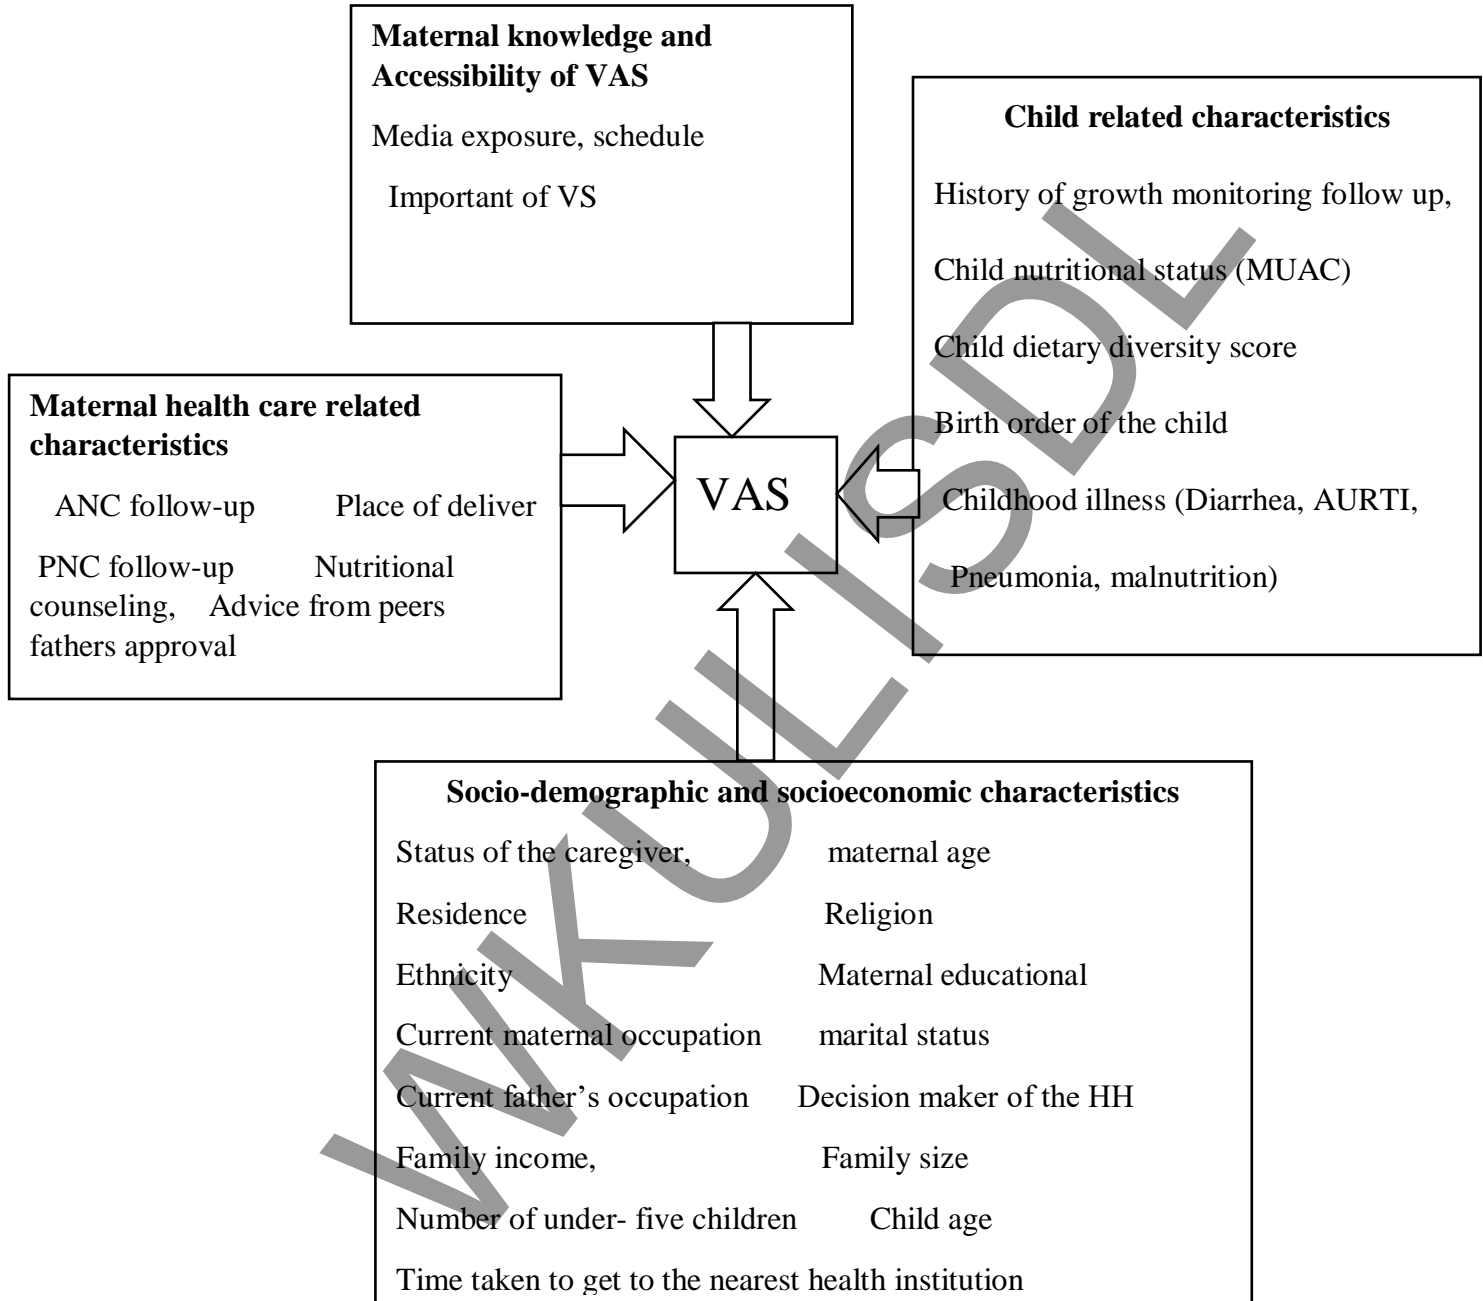 Maternal knowledge and
Accessibility of VAS
Media exposure, schedule
Important of VS
Child related characteristics
History of growth monitoring follow up,
Child nutritional status (MUAC)
Child dietary diversity score
Birth order of the child
Childhood illness (Diarrhea, AURTI,
Pneumonia, malnutrition)
Maternal health care related
characteristics
ANC follow-up Place of deliver
PNC follow-up Nutritional
counseling, Advice from peers
fathers approval
VAS
Socio-demographic and socioeconomic characteristics
Status of the caregiver, maternal age
Residence Religion
Ethnicity Maternal educational
Current maternal occupation marital status
Current father’s occupation Decision maker of the HH
Family income, Family size
Number of under- five children Child age
Time taken to get to the nearest health institution
WKULISDL